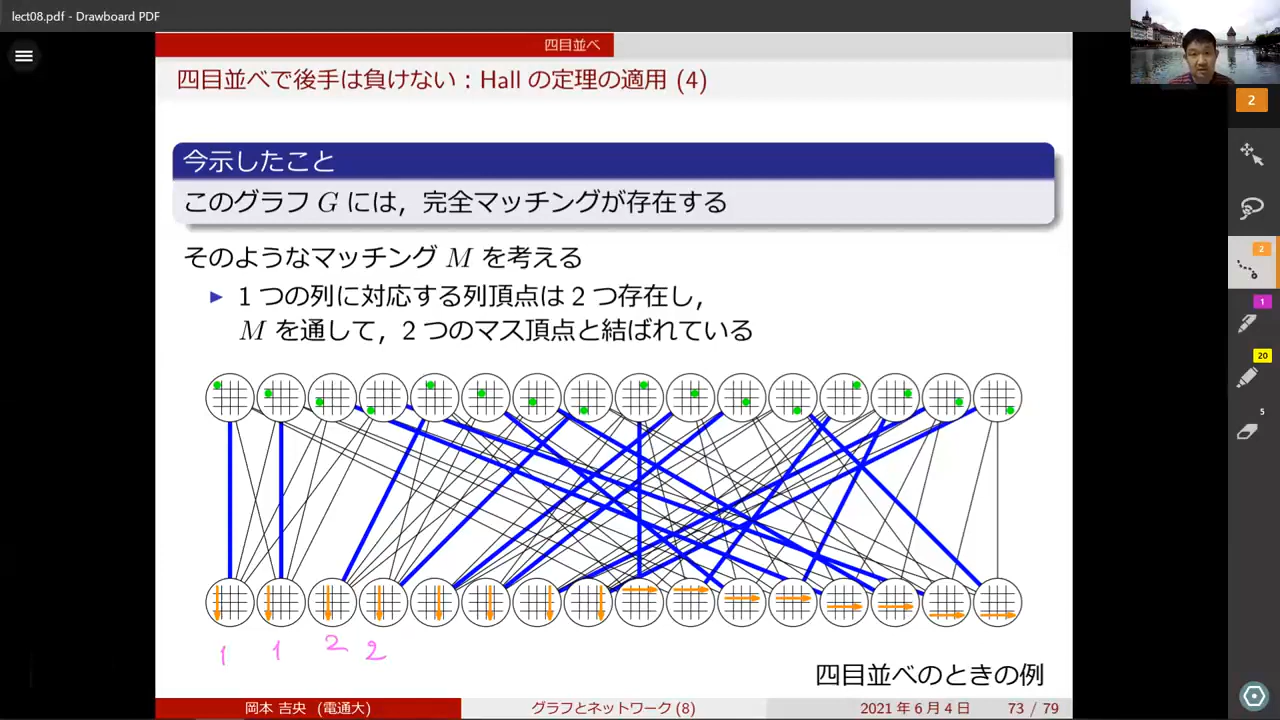 lect08.pdf - Drawboard PDF
四目並べ
四目並べで後手は負けない : Hall の定理の適用 (4)
2
今示したこと
このグラフ G には, 完全マッチングが存在する
そのようなマッチング M を考える
2
▶ 1 つの列に対応する列頂点は 2 つ存在し,
1
M を通して, 2 つのマス頂点と結ばれている
20
5
1 1 2 2
四目並べのときの例
岡本 吉央 (電通大)
グラフとネットワーク (8)
2021 年 6 月 4 日
73 / 79